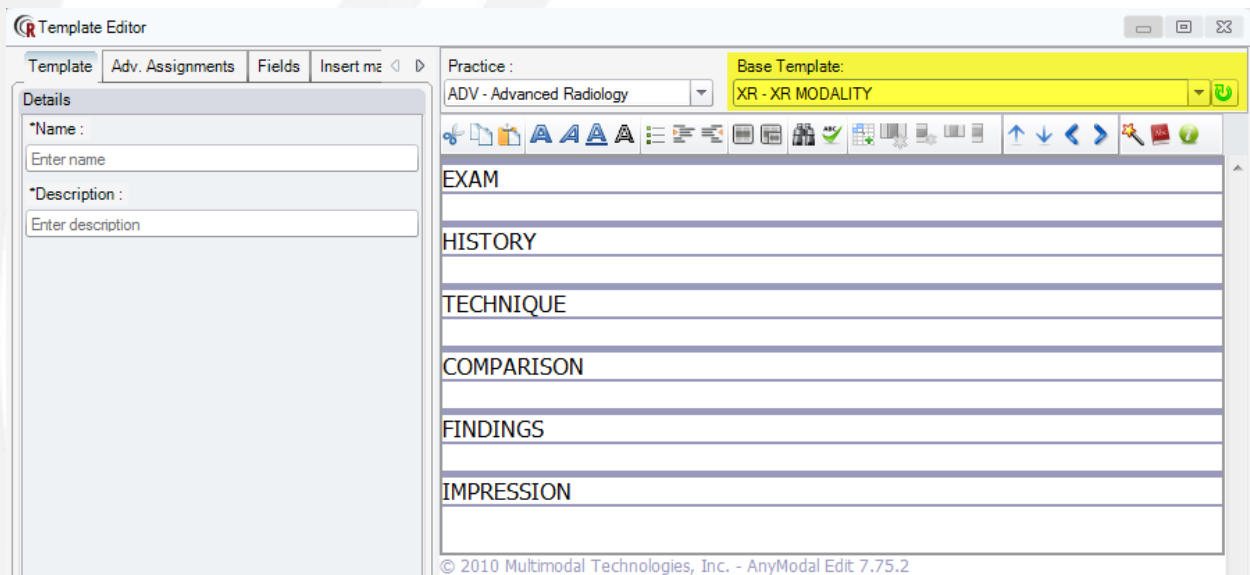 Template Editor
Template Adv. Assignments Fields Insert ma
Details
*Name :
Enter name
*Description :
Enter description
Practice : Base Template:
ADV - Advanced Radiology XR - XR MODALITY
EXAM
HISTORY
TECHNIQUE
COMPARISON
FINDINGS
IMPRESSION
© 2010 Multimodal Technologies, Inc. - AnyModal Edit 7.75.2